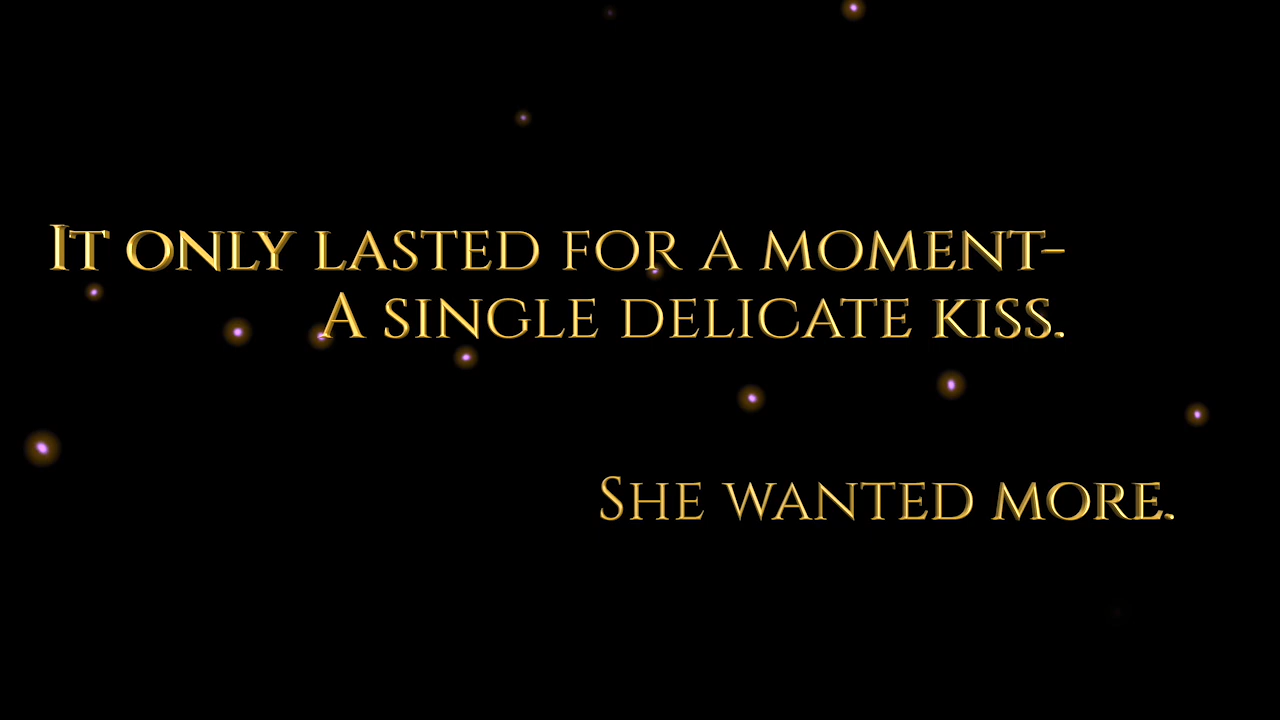 It only lasted for a moment-
A single delicate kiss.
She wanted more.